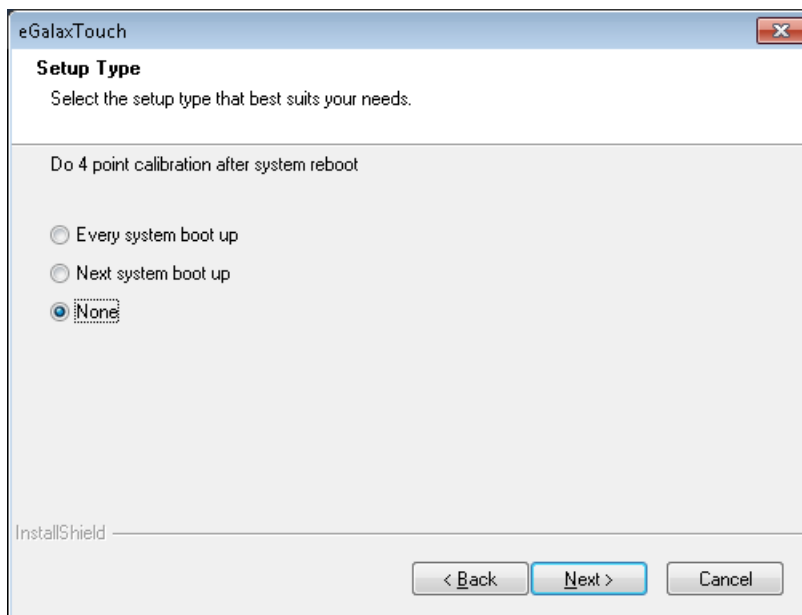 eGalaxTouch
Setup Type
Select the setup type that best suits your needs.
Do 4 point calibration after system reboot
Every system boot up
Next system boot up
None
InstallShield
< Back
Next >
Cancel